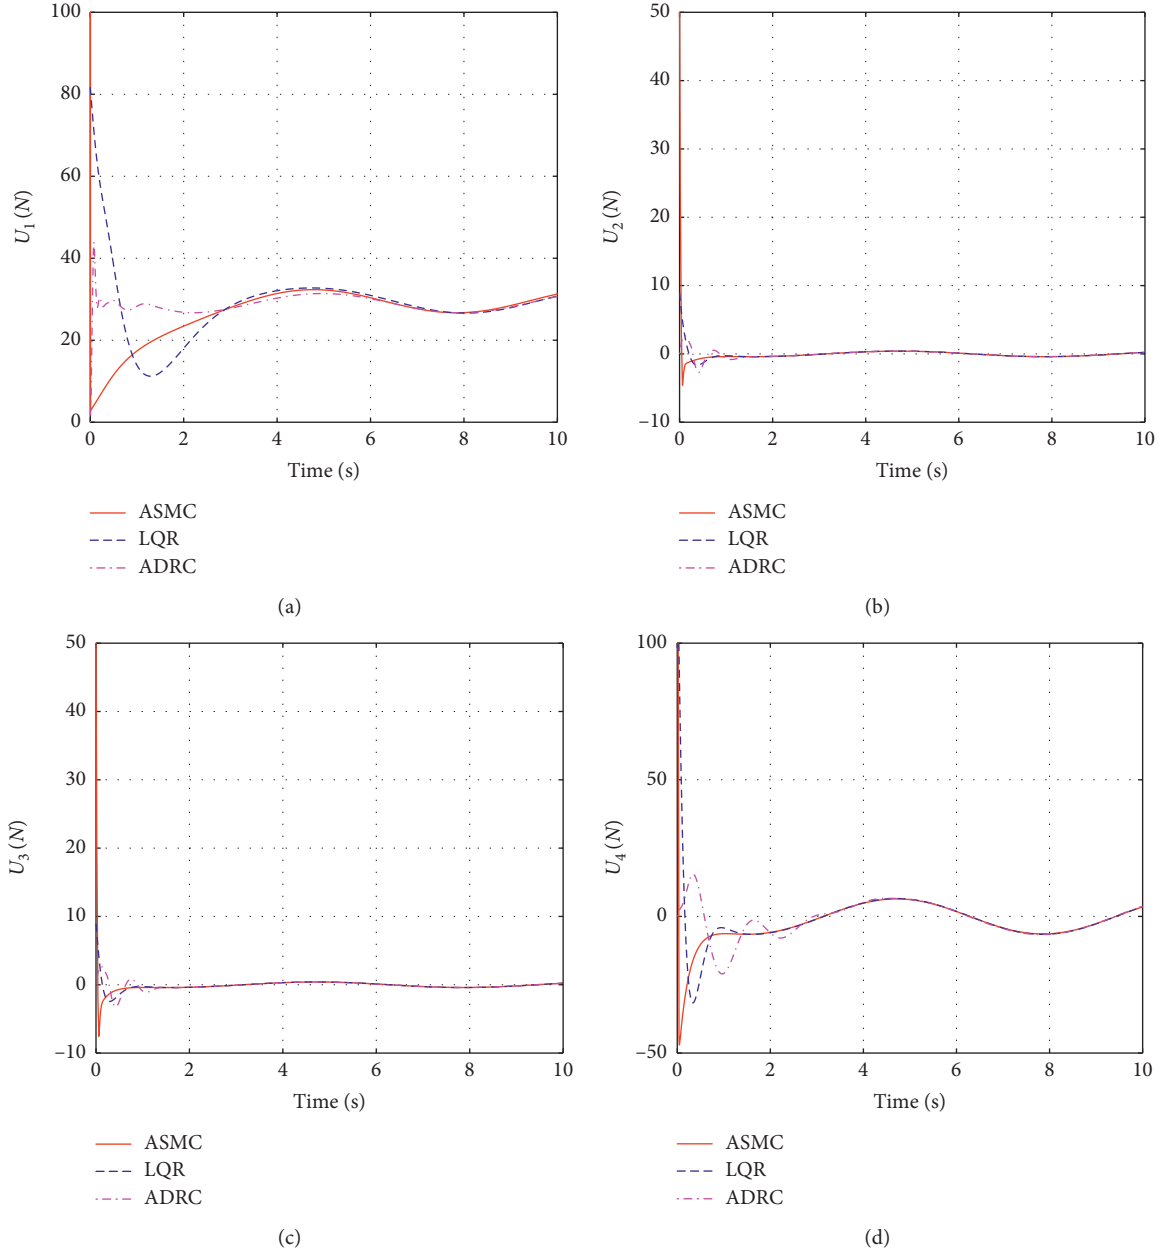 100
80
60
40
20
0
U1 (N)
0 2 4 6 8 10
Time (s)
ASMC
LQR
ADRC
(a)
50
40
30
20
10
0
−10
U2 (N)
0 2 4 6 8 10
Time (s)
ASMC
LQR
ADRC
(b)
50
40
30
20
10
0
−10
U3 (N)
0 2 4 6 8 10
Time (s)
ASMC
LQR
ADRC
(c)
100
50
0
−50
U4 (N)
0 2 4 6 8 10
Time (s)
ASMC
LQR
ADRC
(d)